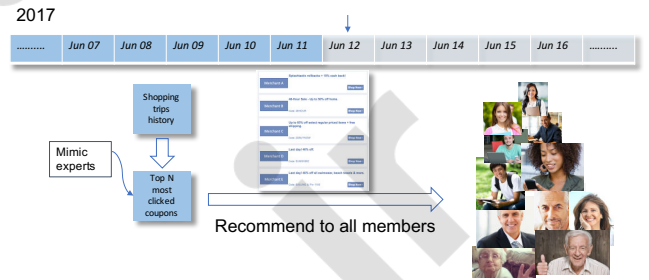 2017
.......... Jun 07 Jun 08 Jun 09 Jun 10 Jun 11 Jun 12 Jun 13 Jun 14 Jun 15 Jun 16 ..........
Shopping
trips
history
Mimic
experts
Top N
most
clicked
coupons
Merchant A
Shop Now
Merchant B
Shop Now
Merchant C
Shop Now
Merchant D
Shop Now
Merchant E
Shop Now
Recommend to all members